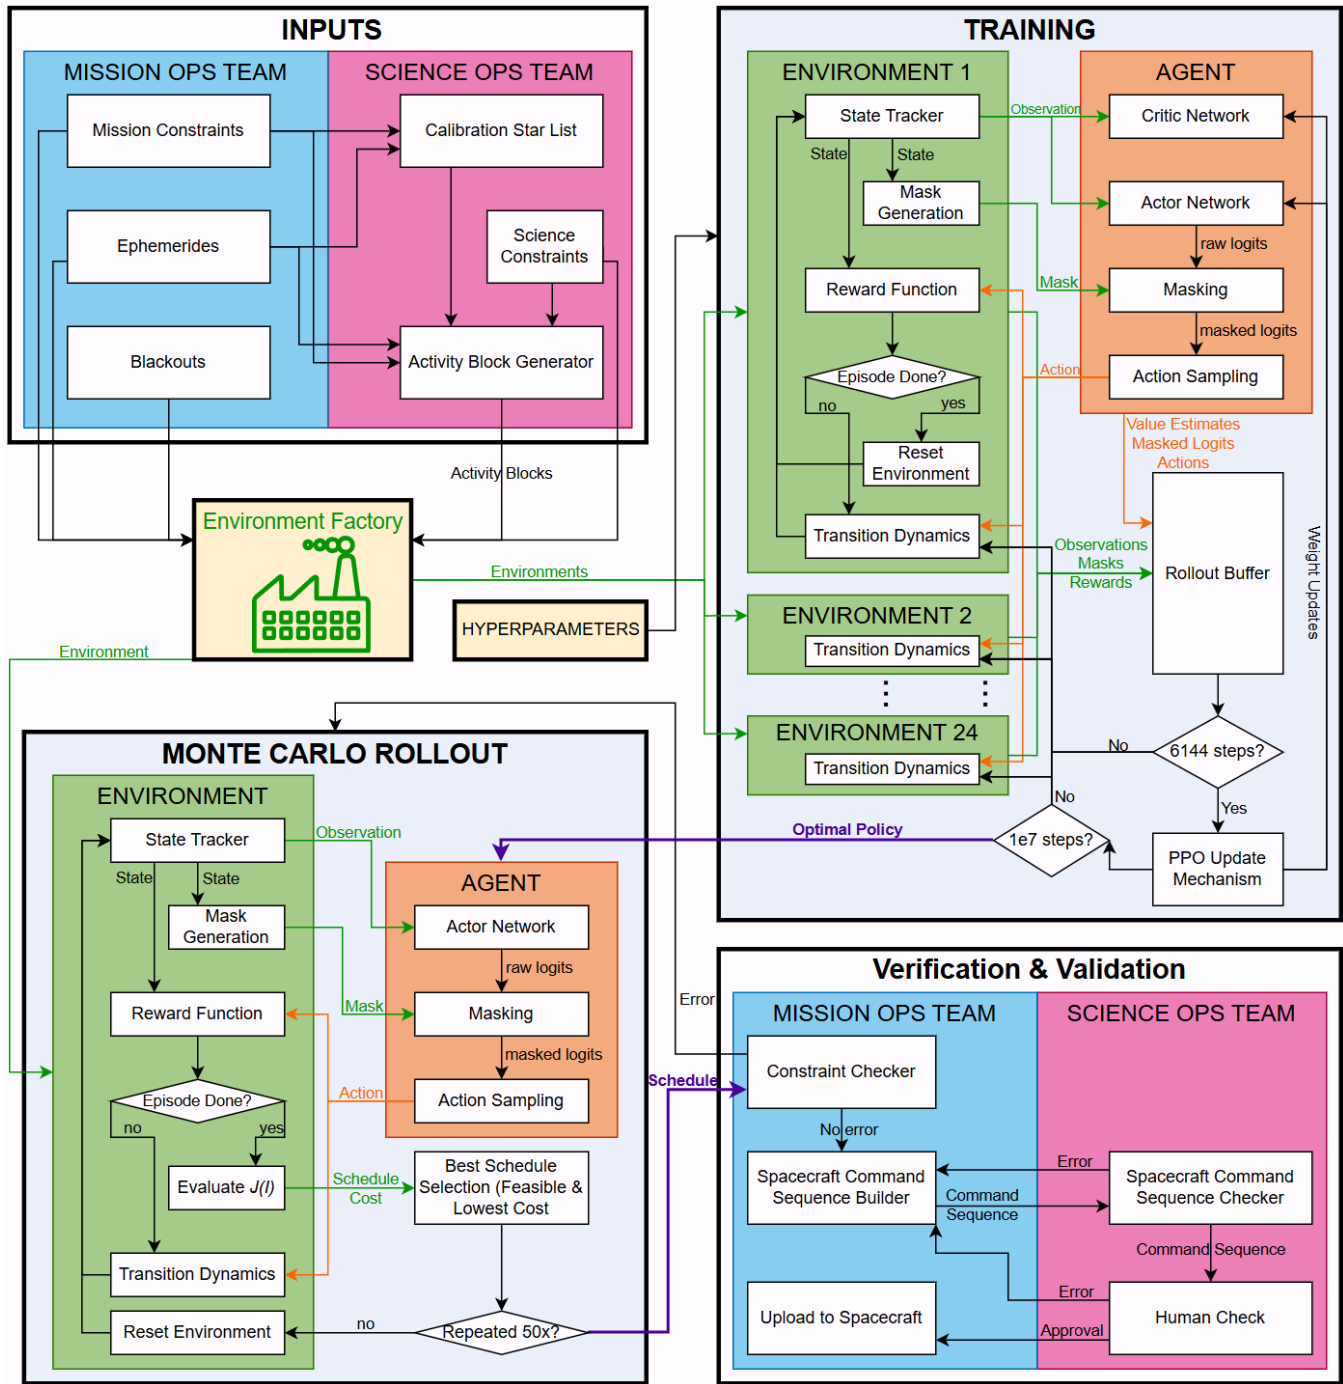 INPUTS
MISSION OPS TEAM
SCIENCE OPS TEAM
Mission Constraints
Calibration Star List
Ephemerides
Science
Constraints
Blackouts
Activity Block Generator
Activity Blocks
Environment Factory
Environments
HYPERPARAMETERS
Environment
TRAINING
ENVIRONMENT 1
AGENT
State Tracker
Observation
Critic Network
State
State
Mask
Generation
Actor Network
raw logits
Reward Function
Mask
Masking
masked logits
Episode Done?
Action
Action Sampling
no
yes
Reset
Environment
Value Estimates
Masked Logits
Actions
Transition Dynamics
Observations
Masks
Rewards
Rollout Buffer
Weight Updates
ENVIRONMENT 2
Transition Dynamics
ENVIRONMENT 24
Transition Dynamics
No
6144 steps?
Yes
No
1e7 steps?
PPO Update
Mechanism
Optimal Policy
MONTE CARLO ROLLOUT
ENVIRONMENT
State Tracker
Observation
AGENT
State
State
Mask
Generation
Actor Network
raw logits
Reward Function
Mask
Masking
masked logits
Episode Done?
Action
Action Sampling
no
yes
Evaluate J(I)
Schedule
Cost
Best Schedule
Selection (Feasible &
Lowest Cost
Transition Dynamics
Reset Environment
no
Repeated 50x?
Verification & Validation
MISSION OPS TEAM
SCIENCE OPS TEAM
Error
Schedule
Constraint Checker
No error
Spacecraft Command
Sequence Builder
Error
Command
Sequence
Spacecraft Command
Sequence Checker
Command Sequence
Upload to Spacecraft
Error
Approval
Human Check